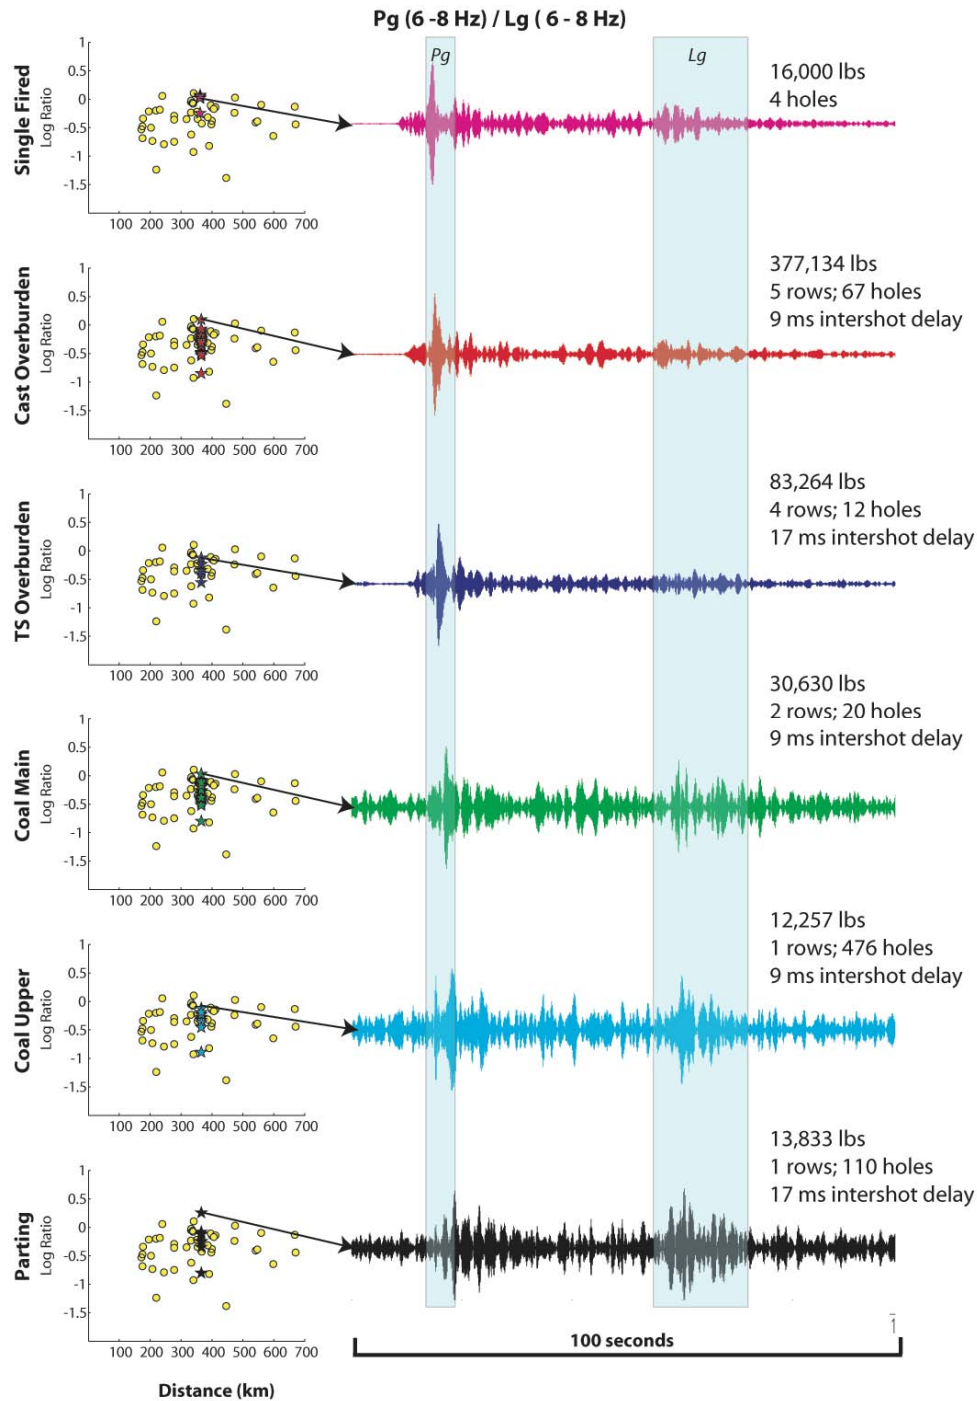 Pg (6 -8 Hz) / Lg ( 6 - 8 Hz)
Single Fired
Log Ratio
1
0.5
0
-0.5
-1
-1.5
100 200 300 400 500 600 700
Pg
Lg
16,000 lbs
4 holes
Cast Overburden
Log Ratio
1
0.5
0
-0.5
-1
-1.5
100 200 300 400 500 600 700
377,134 lbs
5 rows; 67 holes
9 ms intershot delay
TS Overburden
Log Ratio
1
0.5
0
-0.5
-1
-1.5
100 200 300 400 500 600 700
83,264 lbs
4 rows; 12 holes
17 ms intershot delay
Coal Main
Log Ratio
1
0.5
0
-0.5
-1
-1.5
100 200 300 400 500 600 700
30,630 lbs
2 rows; 20 holes
9 ms intershot delay
Coal Upper
Log Ratio
1
0.5
0
-0.5
-1
-1.5
100 200 300 400 500 600 700
12,257 lbs
1 rows; 476 holes
9 ms intershot delay
Parting
Log Ratio
1
0.5
0
-0.5
-1
-1.5
100 200 300 400 500 600 700
13,833 lbs
1 rows; 110 holes
17 ms intershot delay
1
100 seconds
Distance (km)